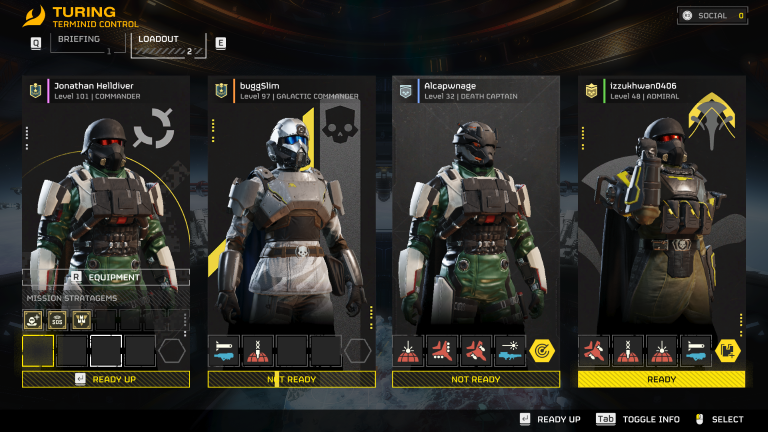 TURING
TERMINID CONTROL
SOCIAL 0
Q BRIEFING 1 LOADOUT 2 E
Jonathan Helldiver
Level 101 | COMMANDER
buggSlim
Level 97 | GALACTIC COMMANDER
Alcapwnage
Level 32 | DEATH CAPTAIN
izzukhwan0406
Level 48 | ADMIRAL
R EQUIPMENT
MISSION STRATAGEMS
SOS
READY UP
NOT READY
NOT READY
READY
READY UP
Tab TOGGLE INFO
SELECT